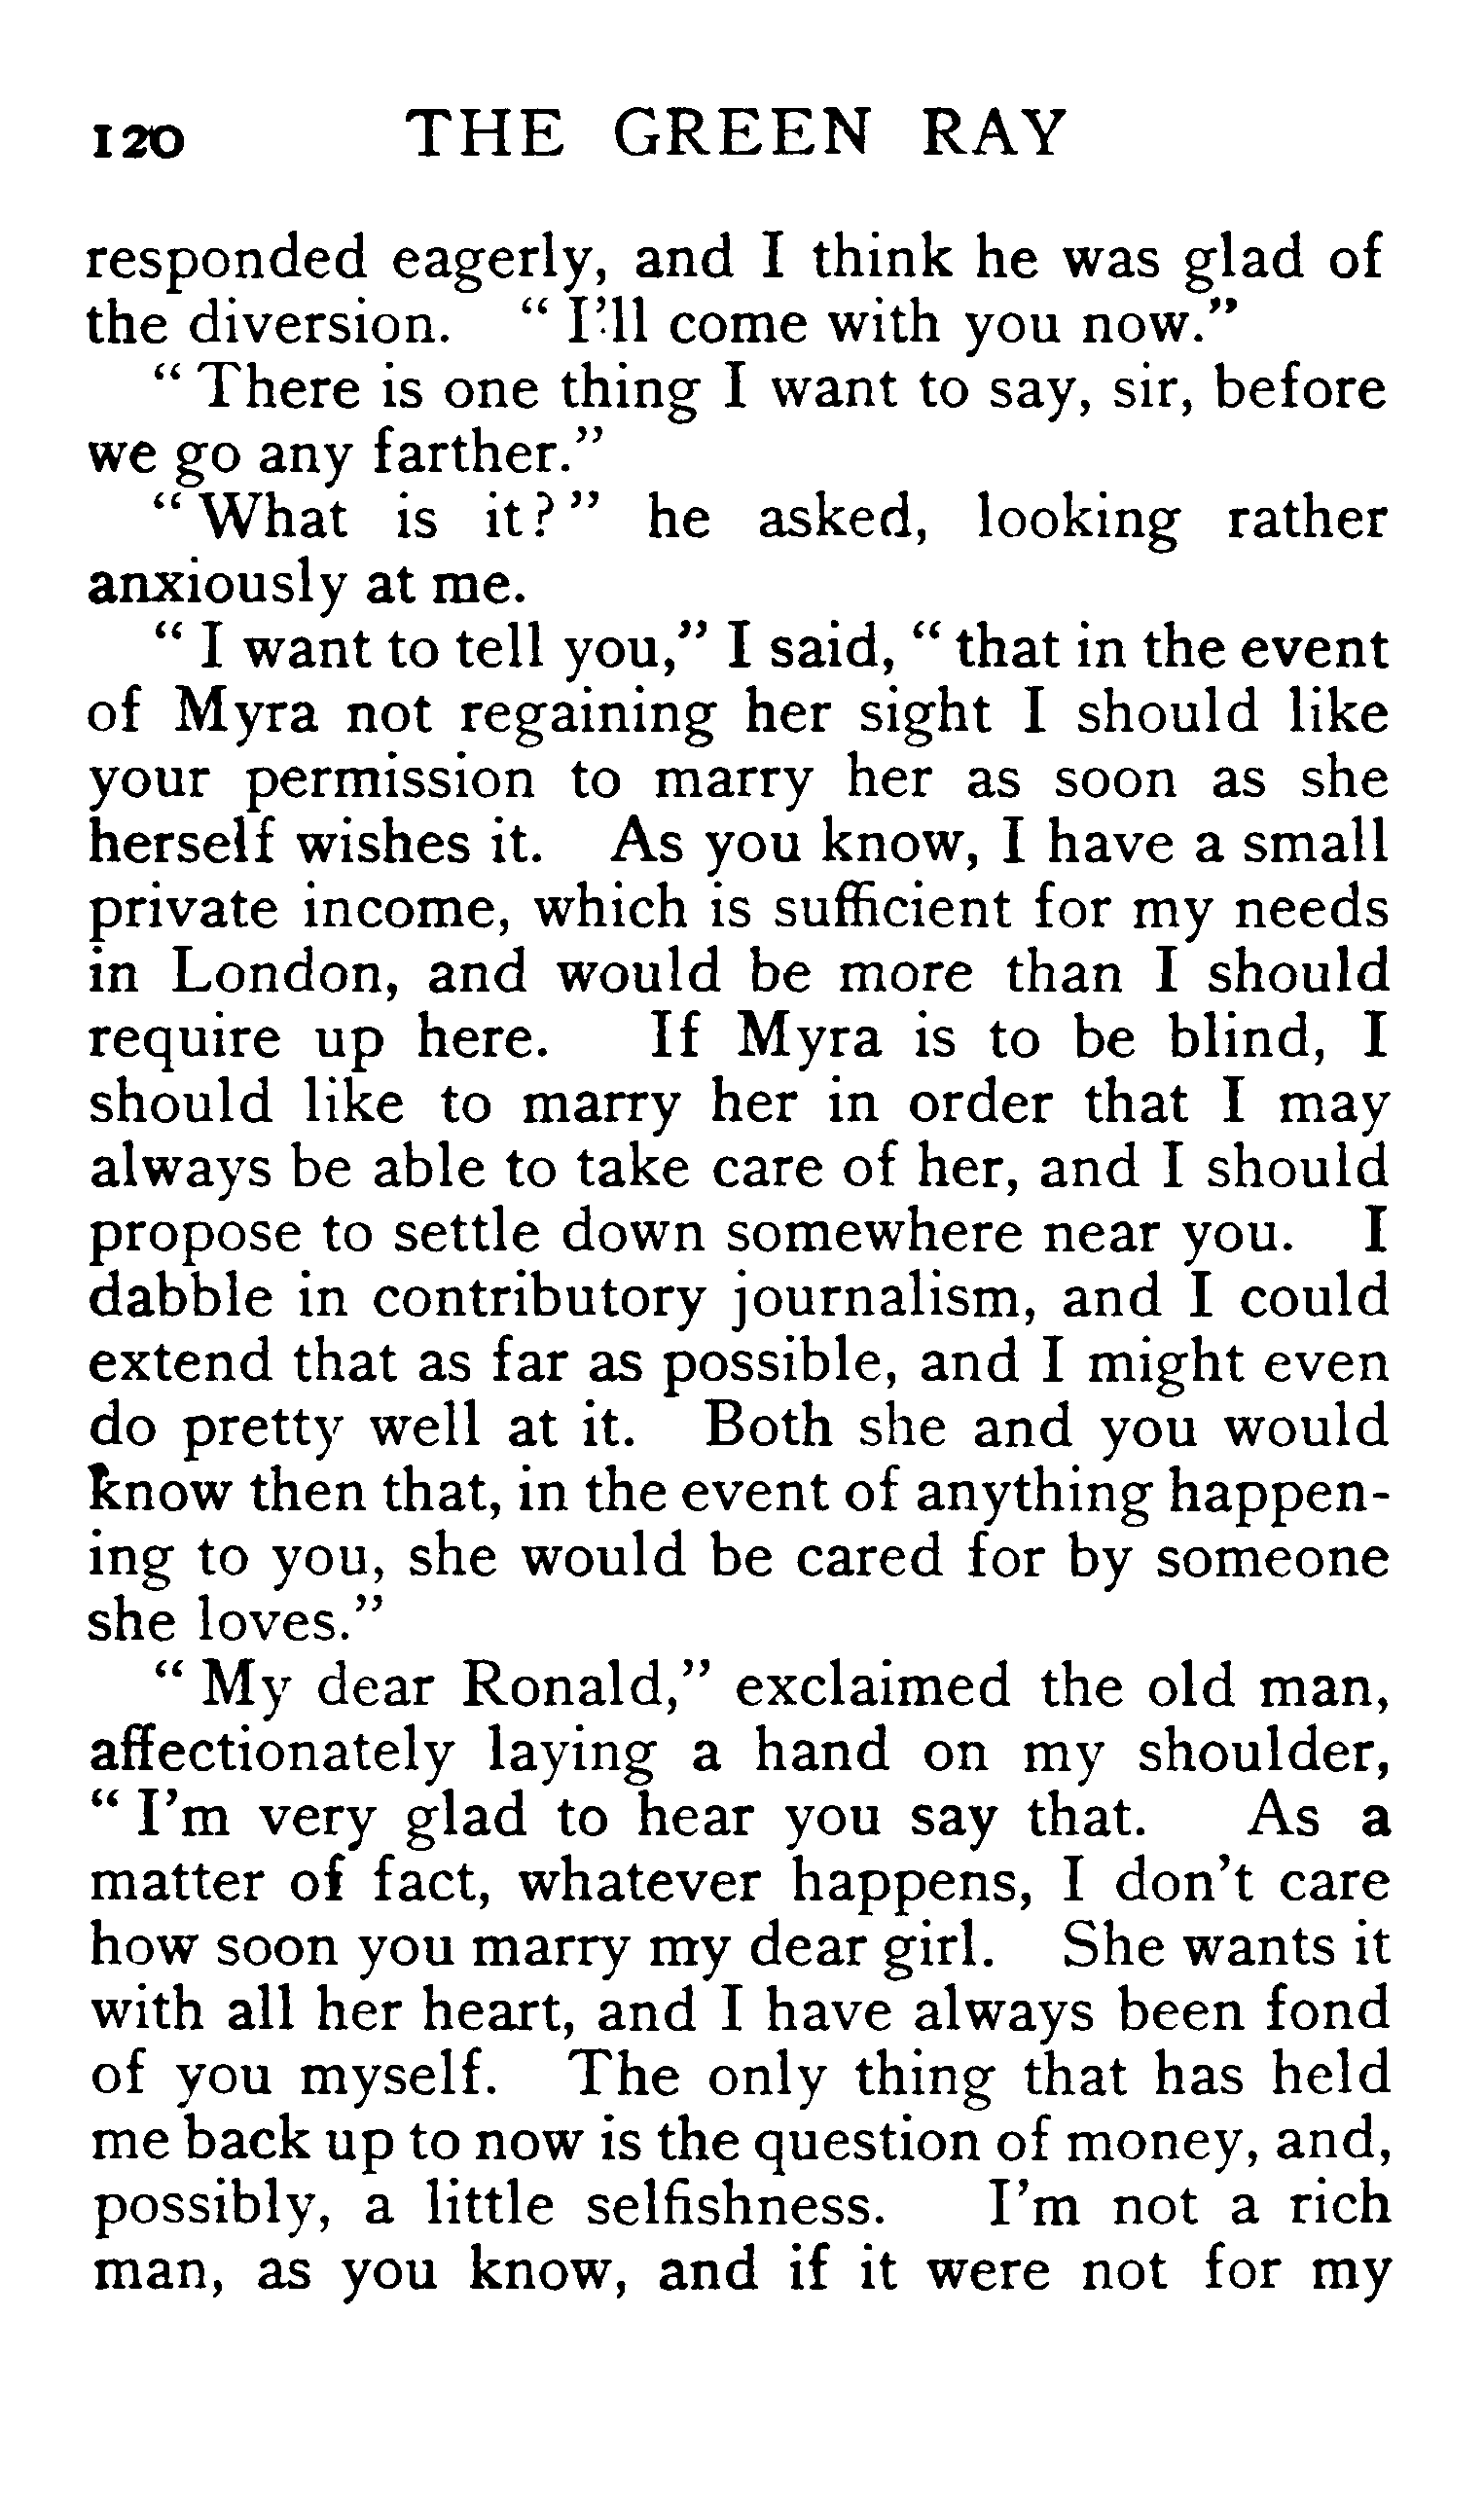 120 THE GREEN RAY
responded eagerly, and I think he was glad of
the diversion. “ I’ll come with you now.”
“ There is one thing I want to say, sir, before
we go any farther.”
“ What is it ? ” he asked, looking rather
anxiously at me.
“ I want to tell you,” I said, “ that in the event
of Myra not regaining her sight I should like
your permission to marry her as soon as she
herself wishes it. As you know, I have a small
private income, which is sufficient for my needs
in London, and would be more than I should
require up here. If Myra is to be blind, I
should like to marry her in order that I may
always be able to take care of her, and I should
propose to settle down somewhere near you. I
dabble in contributory journalism, and I could
extend that as far as possible, and I might even
do pretty well at it. Both she and you would
know then that, in the event of anything happen-
ing to you, she would be cared for by someone
she loves.”
“ My dear Ronald,” exclaimed the old man,
affectionately laying a hand on my shoulder,
“ I’m very glad to hear you say that. As a
matter of fact, whatever happens, I don’t care
how soon you marry my dear girl. She wants it
with all her heart, and I have always been fond
of you myself. The only thing that has held
me back up to now is the question of money, and,
possibly, a little selfishness. I’m not a rich
man, as you know, and if it were not for my